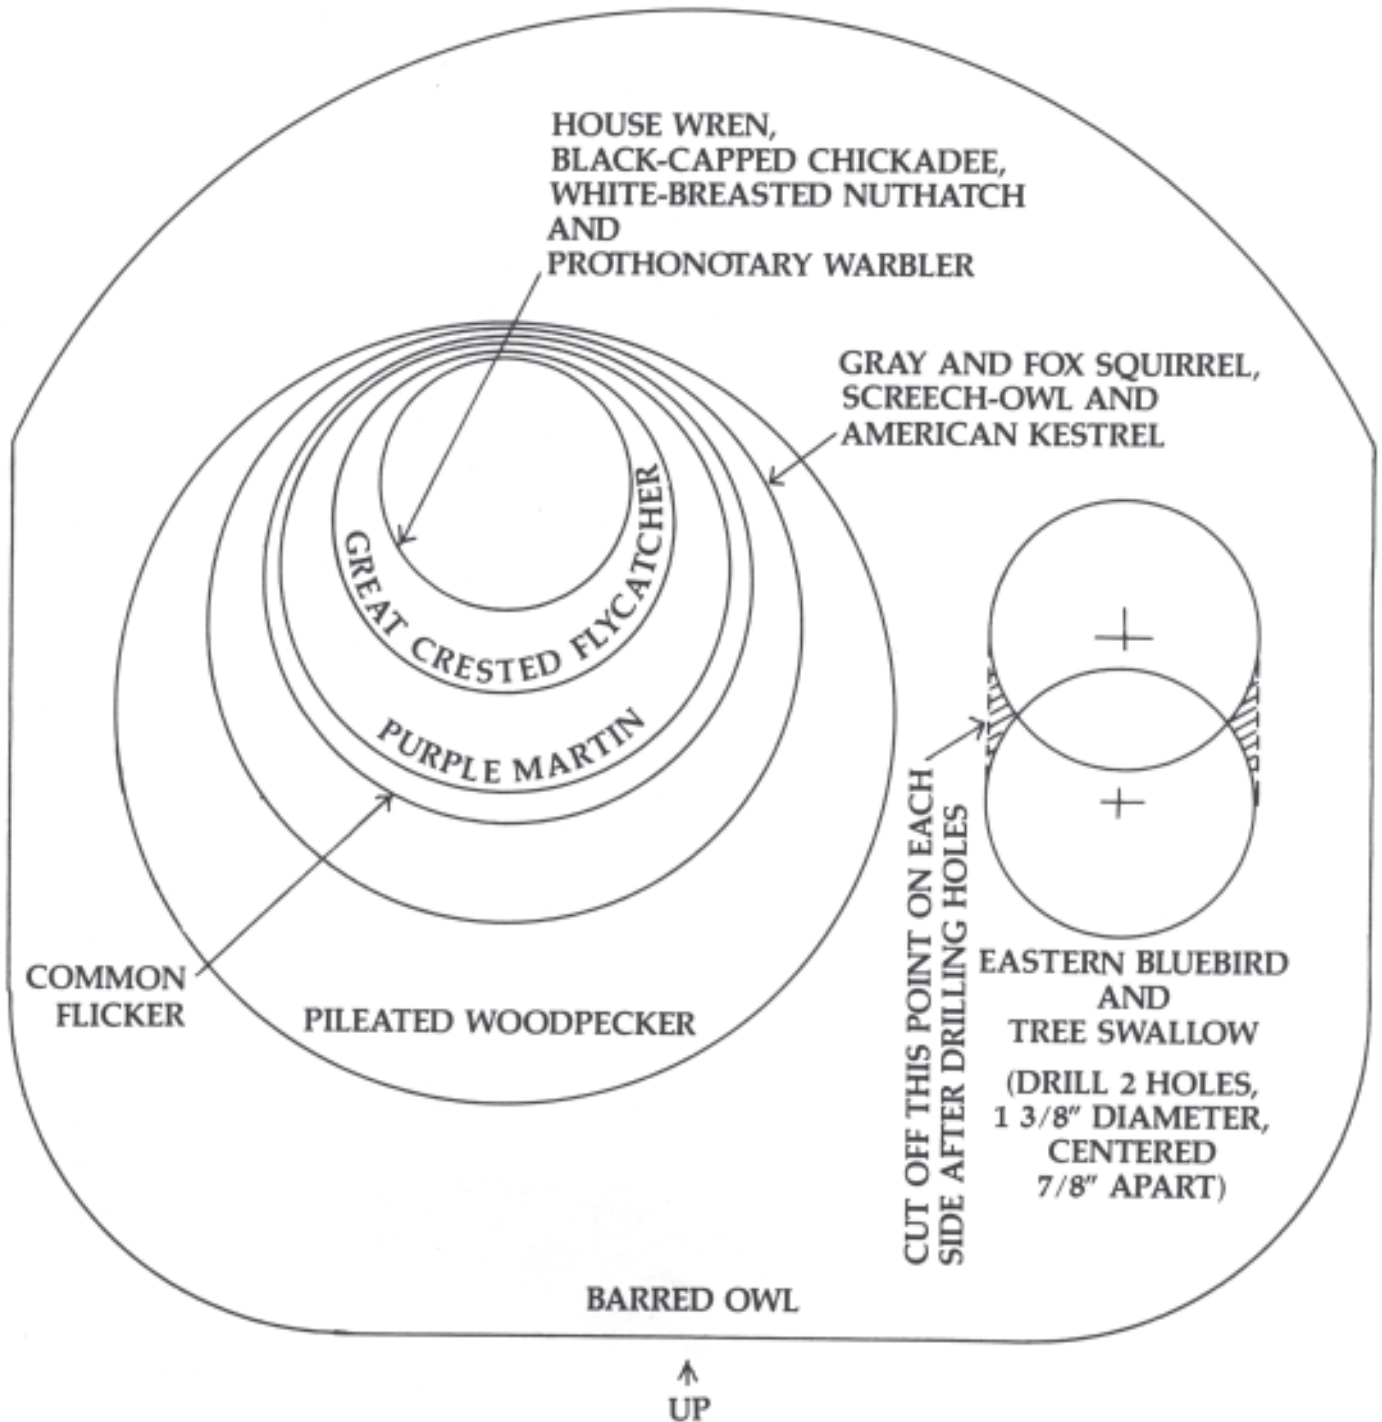 HOUSE WREN,
BLACK-CAPPED CHICKADEE,
WHITE-BREASTED NUTHATCH
AND
PROTHONOTARY WARBLER
GRAY AND FOX SQUIRREL,
SCREECH-OWL AND
AMERICAN KESTREL
GREAT CRESTED FLYCATCHER
PURPLE MARTIN
COMMON
FLICKER
PILEATED WOODPECKER
CUT OFF THIS POINT ON EACH
SIDE AFTER DRILLING HOLES
EASTERN BLUEBIRD
AND
TREE SWALLOW
(DRILL 2 HOLES,
1 3/8" DIAMETER,
CENTERED
7/8" APART)
BARRED OWL
UP